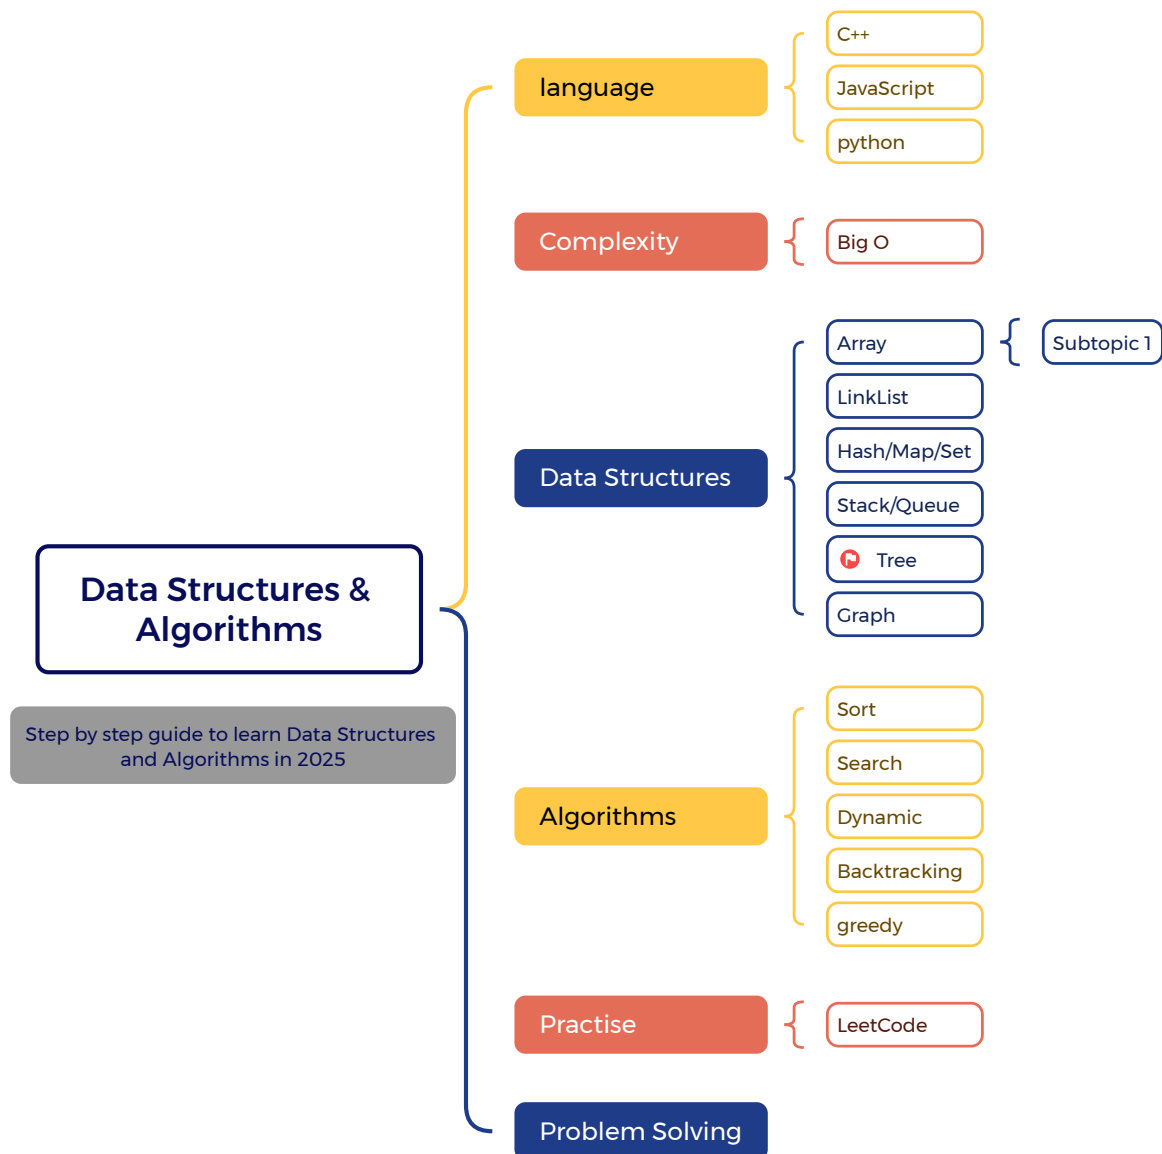 Data Structures &
Algorithms
Step by step guide to learn Data Structures
and Algorithms in 2025
language
C++
JavaScript
python
Complexity
Big O
Data Structures
Array
Subtopic 1
LinkList
Hash/Map/Set
Stack/Queue
Tree
Graph
Algorithms
Sort
Search
Dynamic
Backtracking
greedy
Practise
LeetCode
Problem Solving